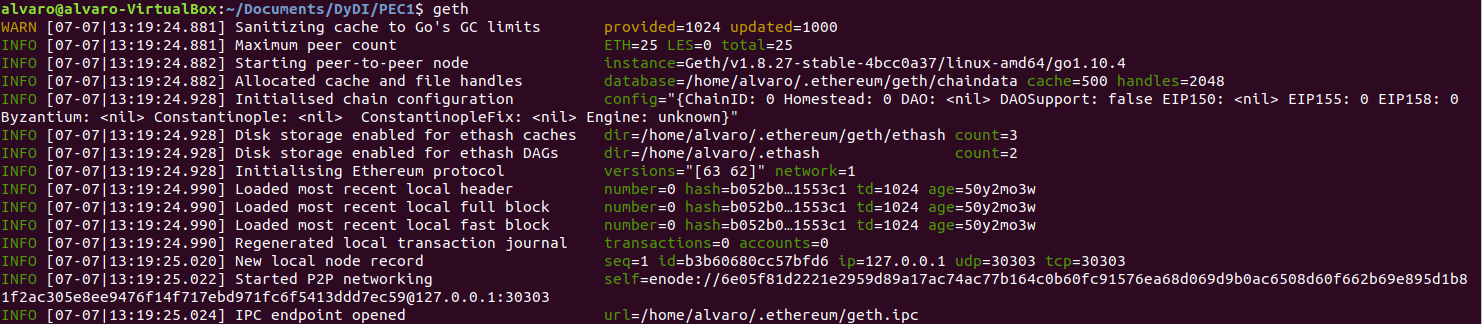 alvaro@alvaro-VirtualBox:~/Documents/DyDI/PEC1$ geth
WARN [07-07|13:19:24.881] Sanitizing cache to Go's GC limits       provided=1024 updated=1000
INFO [07-07|13:19:24.881] Maximum peer count                       ETH=25 LES=0 total=25
INFO [07-07|13:19:24.882] Starting peer-to-peer node               instance=Geth/v1.8.27-stable-4bcc0a37/linux-amd64/go1.10.4
INFO [07-07|13:19:24.882] Allocated cache and file handles         database=/home/alvaro/.ethereum/geth/chaindata cache=500 handles=2048
INFO [07-07|13:19:24.928] Initialised chain configuration          config="{ChainID: 0 Homestead: 0 DAO: <nil> DAOSupport: false EIP150: <nil> EIP155: 0 EIP158: 0
Byzantium: <nil> Constantinople: <nil>  ConstantinopleFix: <nil> Engine: unknown}"
INFO [07-07|13:19:24.928] Disk storage enabled for ethash caches   dir=/home/alvaro/.ethereum/geth/ethash count=3
INFO [07-07|13:19:24.928] Disk storage enabled for ethash DAGs     dir=/home/alvaro/.ethash               count=2
INFO [07-07|13:19:24.928] Initialising Ethereum protocol           versions="[63 62]" network=1
INFO [07-07|13:19:24.990] Loaded most recent local header          number=0 hash=b052b0…1553c1 td=1024 age=50y2mo3w
INFO [07-07|13:19:24.990] Loaded most recent local full block      number=0 hash=b052b0…1553c1 td=1024 age=50y2mo3w
INFO [07-07|13:19:24.990] Loaded most recent local fast block      number=0 hash=b052b0…1553c1 td=1024 age=50y2mo3w
INFO [07-07|13:19:24.990] Regenerated local transaction journal    transactions=0 accounts=0
INFO [07-07|13:19:25.020] New local node record                    seq=1 id=b3b60680cc57bfd6 ip=127.0.0.1 udp=30303 tcp=30303
INFO [07-07|13:19:25.022] Started P2P networking                   self=enode://6e05f81d2221e2959d89a17ac74ac77b164c0b60fc91576ea68d069d9b0ac6508d60f662b69e895d1b8
1f2ac305e8ee9476f14f717ebd971fc6f5413ddd7ec59@127.0.0.1:30303
INFO [07-07|13:19:25.024] IPC endpoint opened                      url=/home/alvaro/.ethereum/geth.ipc